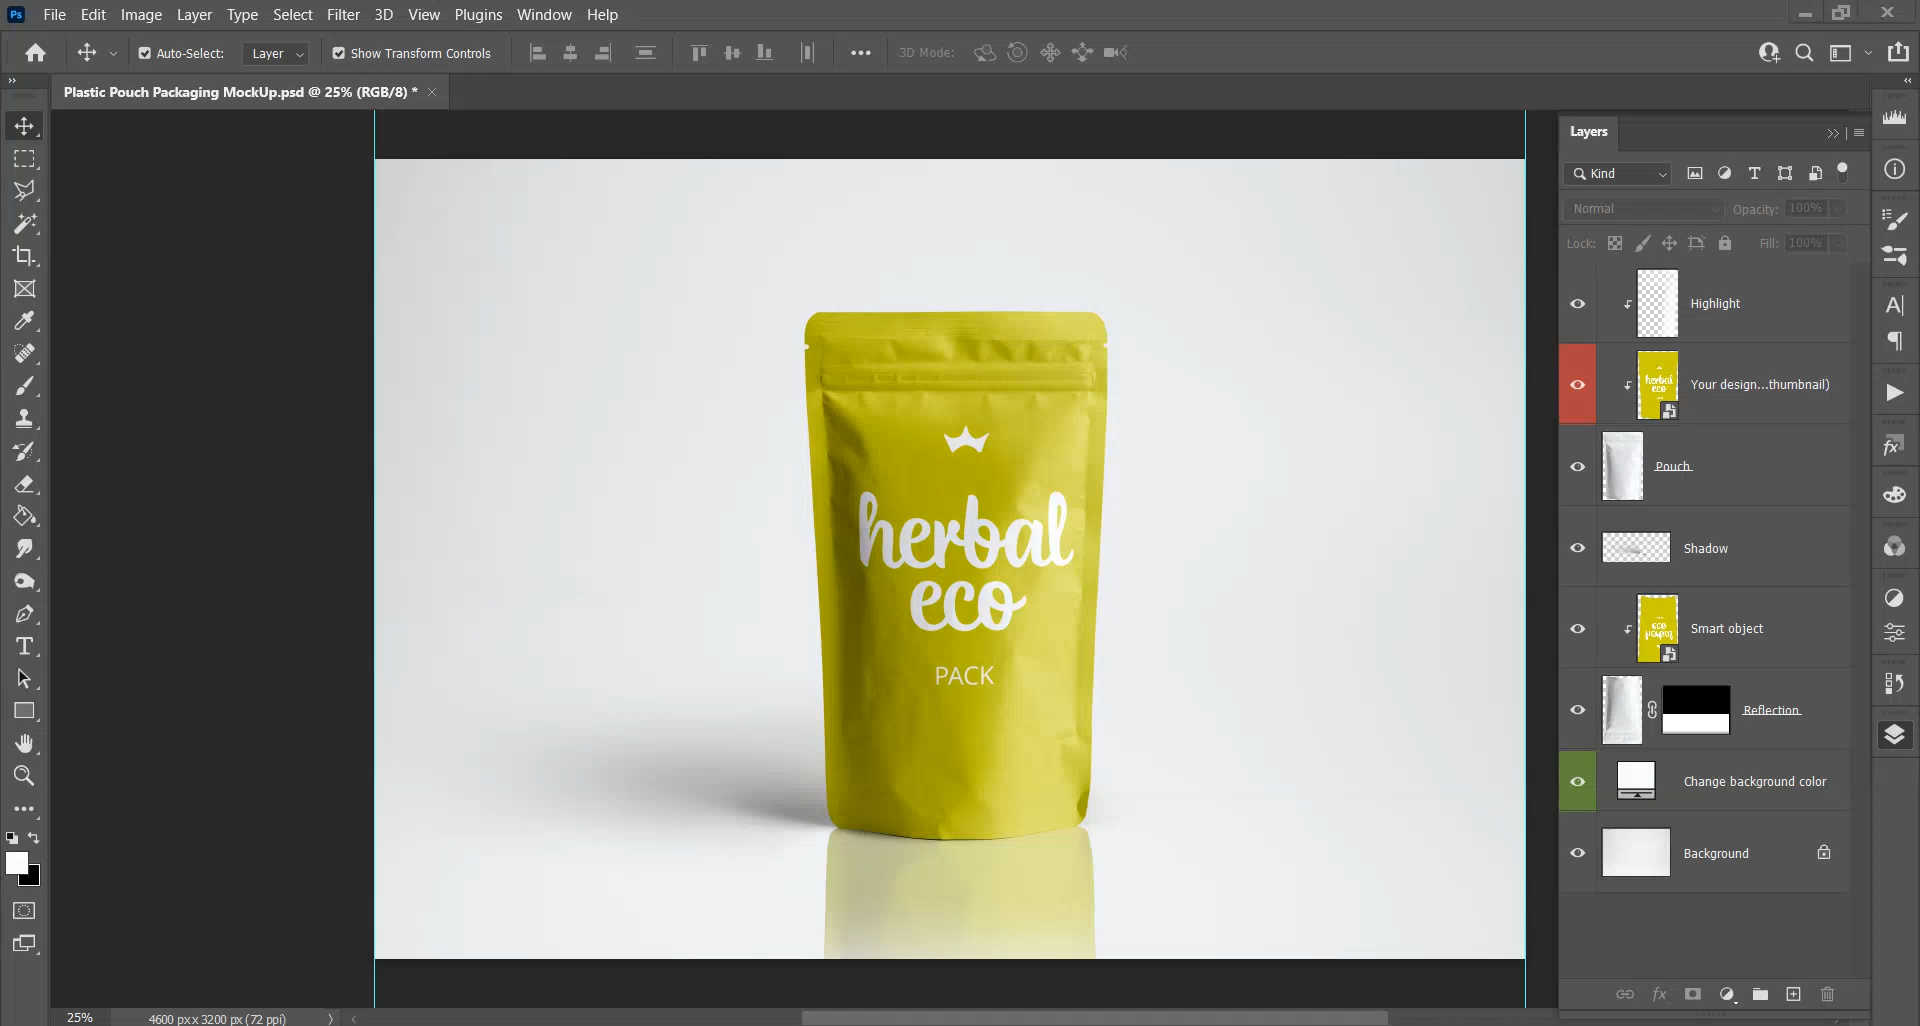 Ps File Edit Image Layer Type Select Filter 3D View Plugins Window Help
Auto-Select: Layer Show Transform Controls 3D Mode:
Plastic Pouch Packaging MockUp.psd @ 25% (RGB/8) *
Layers
Kind
Normal Opacity: 100%
Lock: Fill: 100%
Highlight
herbal
eco
Your design...thumbnail)
Pouch
Shadow
Smart object
Reflection
Change background color
Background
herbal
eco
PACK
25% 4600 px x 3200 px (72 ppi)